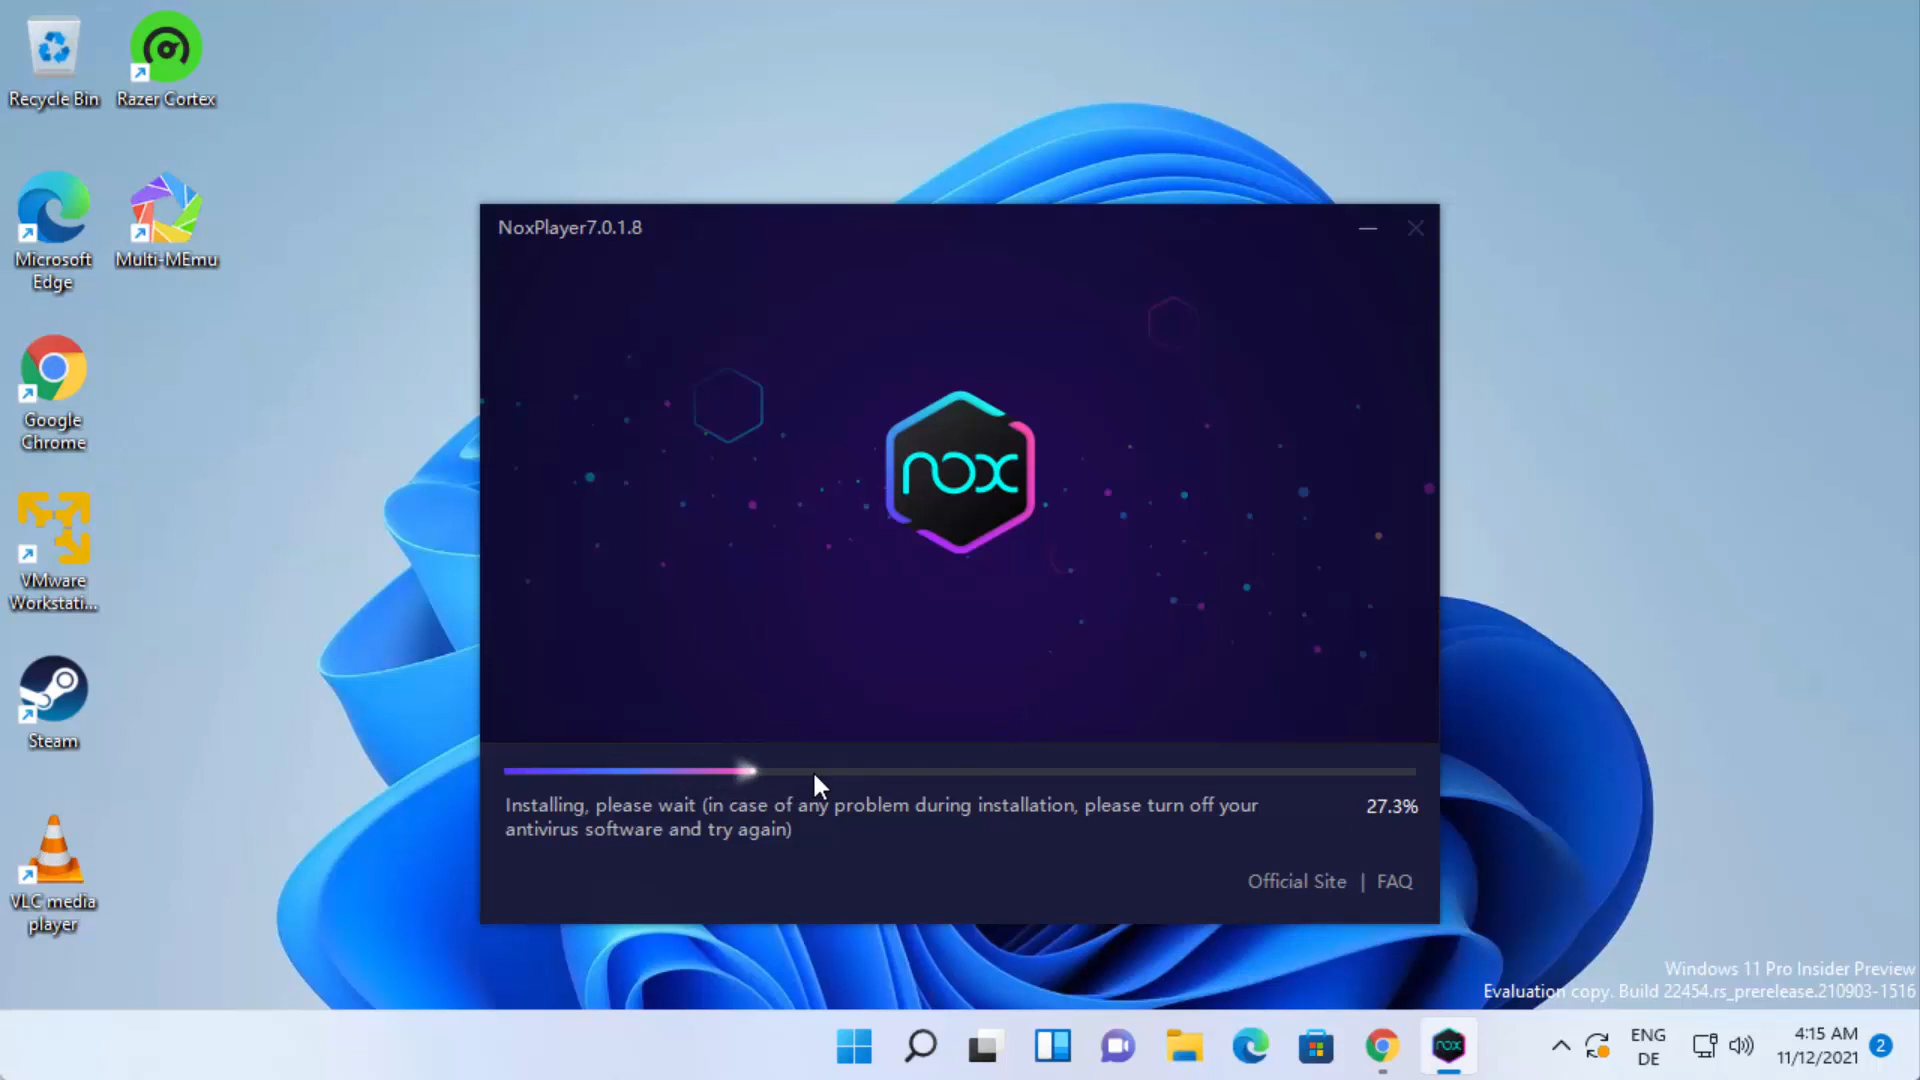 Recycle Bin
Razer Cortex
Microsoft
Edge
Multi-MEmu
Google
Chrome
VMware
Workstati...
Steam
VLC media
player
NoxPlayer7.0.1.8
nox
Installing, please wait (in case of any problem during installation, please turn off your
antivirus software and try again)
27.3%
Official Site | FAQ
Windows 11 Pro Insider Preview
Evaluation copy. Build 22454.rs_prerelease.210903-1516
nox
ENG
DE
4:15 AM
11/12/2021
2